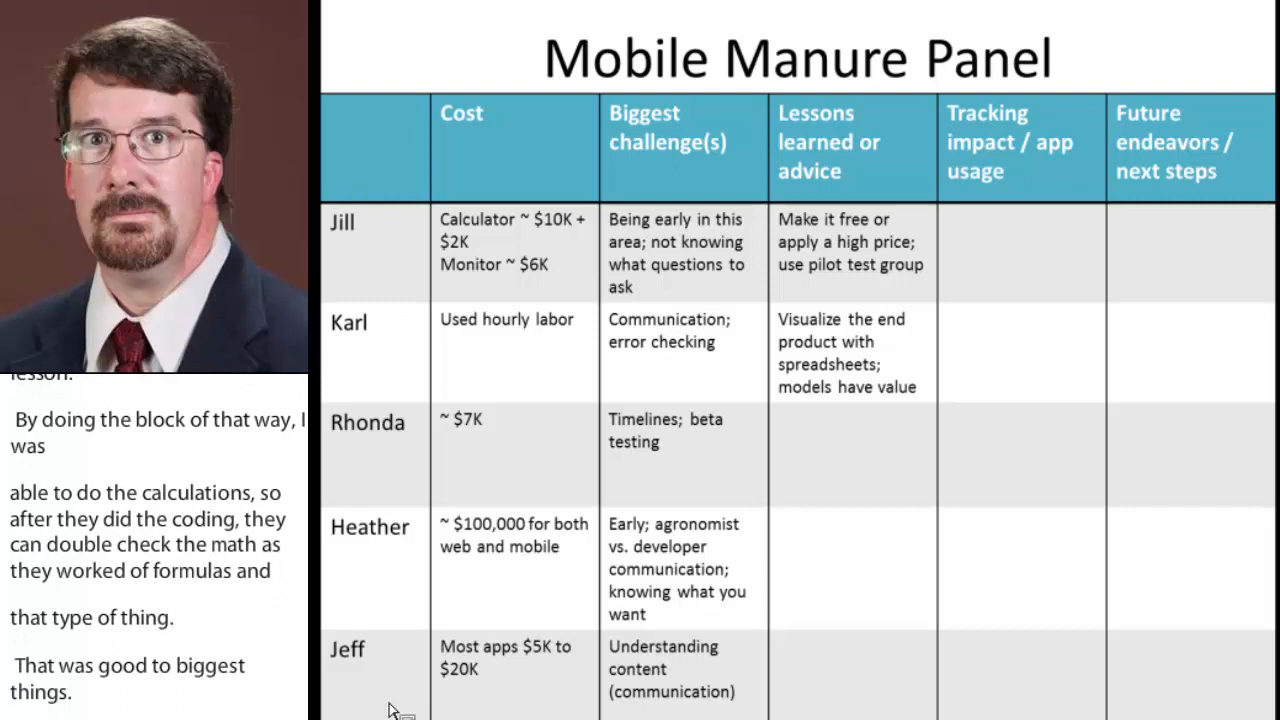 Mobile Manure Panel
Cost
Biggest
challenge(s)
Lessons
learned or
advice
Tracking
impact / app
usage
Future
endeavors /
next steps
Jill
Calculator ~ $10K +
$2K
Monitor ~ $6K
Being early in this
area; not knowing
what questions to
ask
Make it free or
apply a high price;
use pilot test group
Karl
Used hourly labor
Communication;
error checking
Visualize the end
product with
spreadsheets;
models have value
Rhonda
~ $7K
Timelines; beta
testing
Heather
~ $100,000 for both
web and mobile
Early; agronomist
vs. developer
communication;
knowing what you
want
Jeff
Most apps $5K to
$20K
Understanding
content
(communication)
lesson.
By doing the block of that way, I
was
able to do the calculations, so
after they did the coding, they
can double check the math as
they worked of formulas and
that type of thing.
That was good to biggest
things.